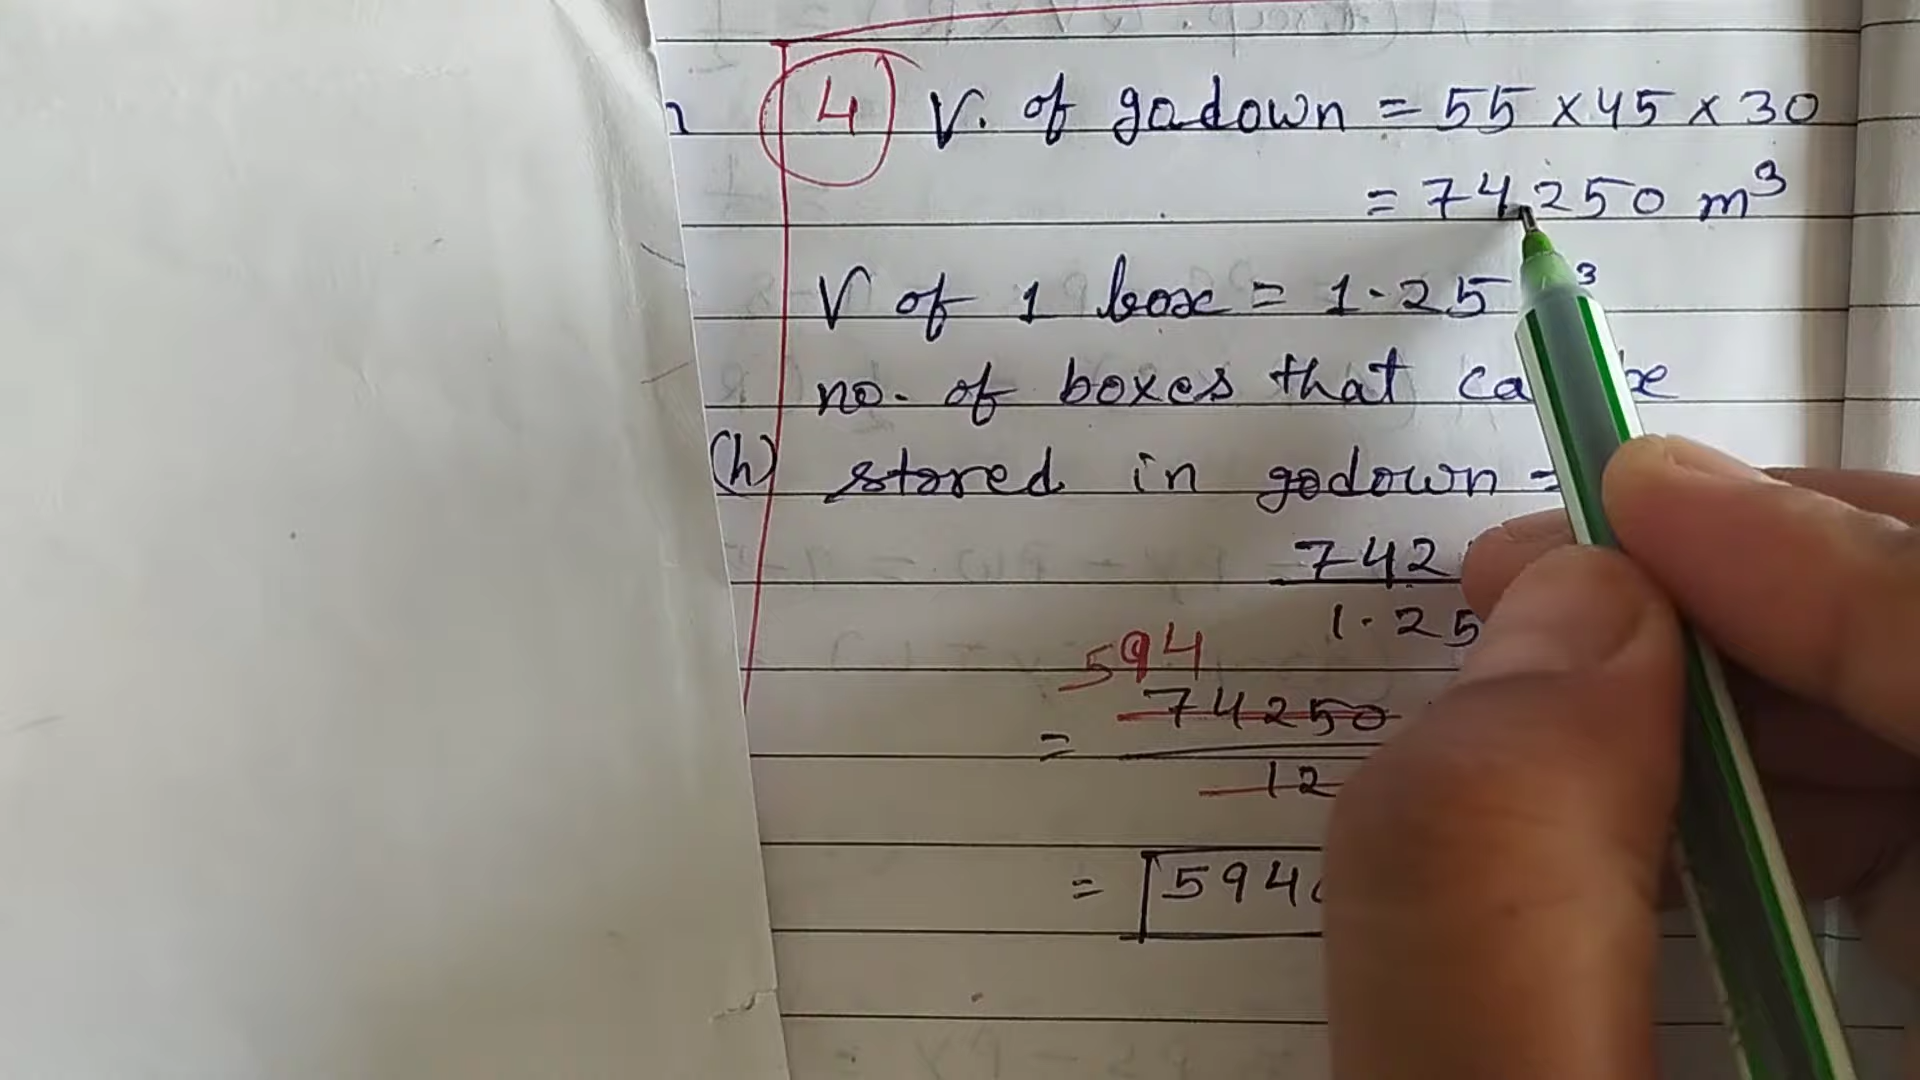 4 V. of godown = 55 x 45 x 30
= 74250 m³
V of 1 box = 1.25 3
no. of boxes that ca
(h)
stored in godown =
742
1.25
594
74250
=
12
= 594